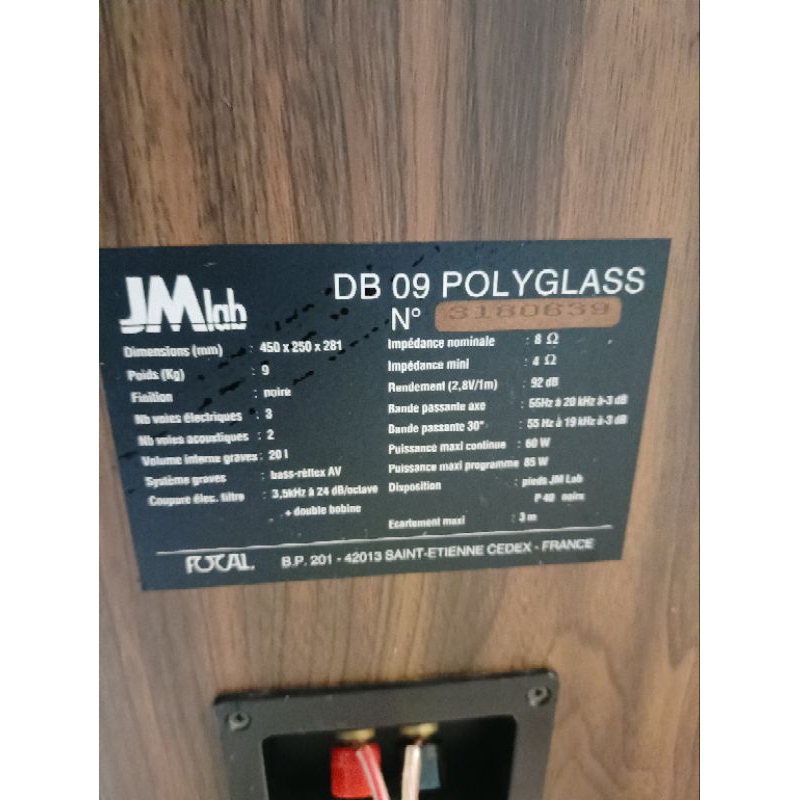 JMlab
DB 09 POLYGLASS
N° 3180639
Dimensions (mm) : 450 x 250 x 281
Poids (Kg) : 9
Finition : noire
Nb voies électriques : 3
Nb voies acoustiques : 2
Volume interne graves : 20 l
Système graves : bass-réflex AV
Coupure élec. filtre : 3,5kHz à 24 dB/octave
+ double bobine
Impédance nominale : 8 Ω
Impédance mini : 4 Ω
Rendement (2,8V/1m) : 92 dB
Bande passante axe : 55Hz à 20 kHz à-3 dB
Bande passante 30° : 55 Hz à 19 kHz à-3 dB
Puissance maxi continue : 60 W
Puissance maxi programme 85 W
Disposition : pieds JM Lab
P 40 noirs
Ecartement maxi : 3 m
FOCAL B.P. 201 - 42013 SAINT-ETIENNE CEDEX - FRANCE